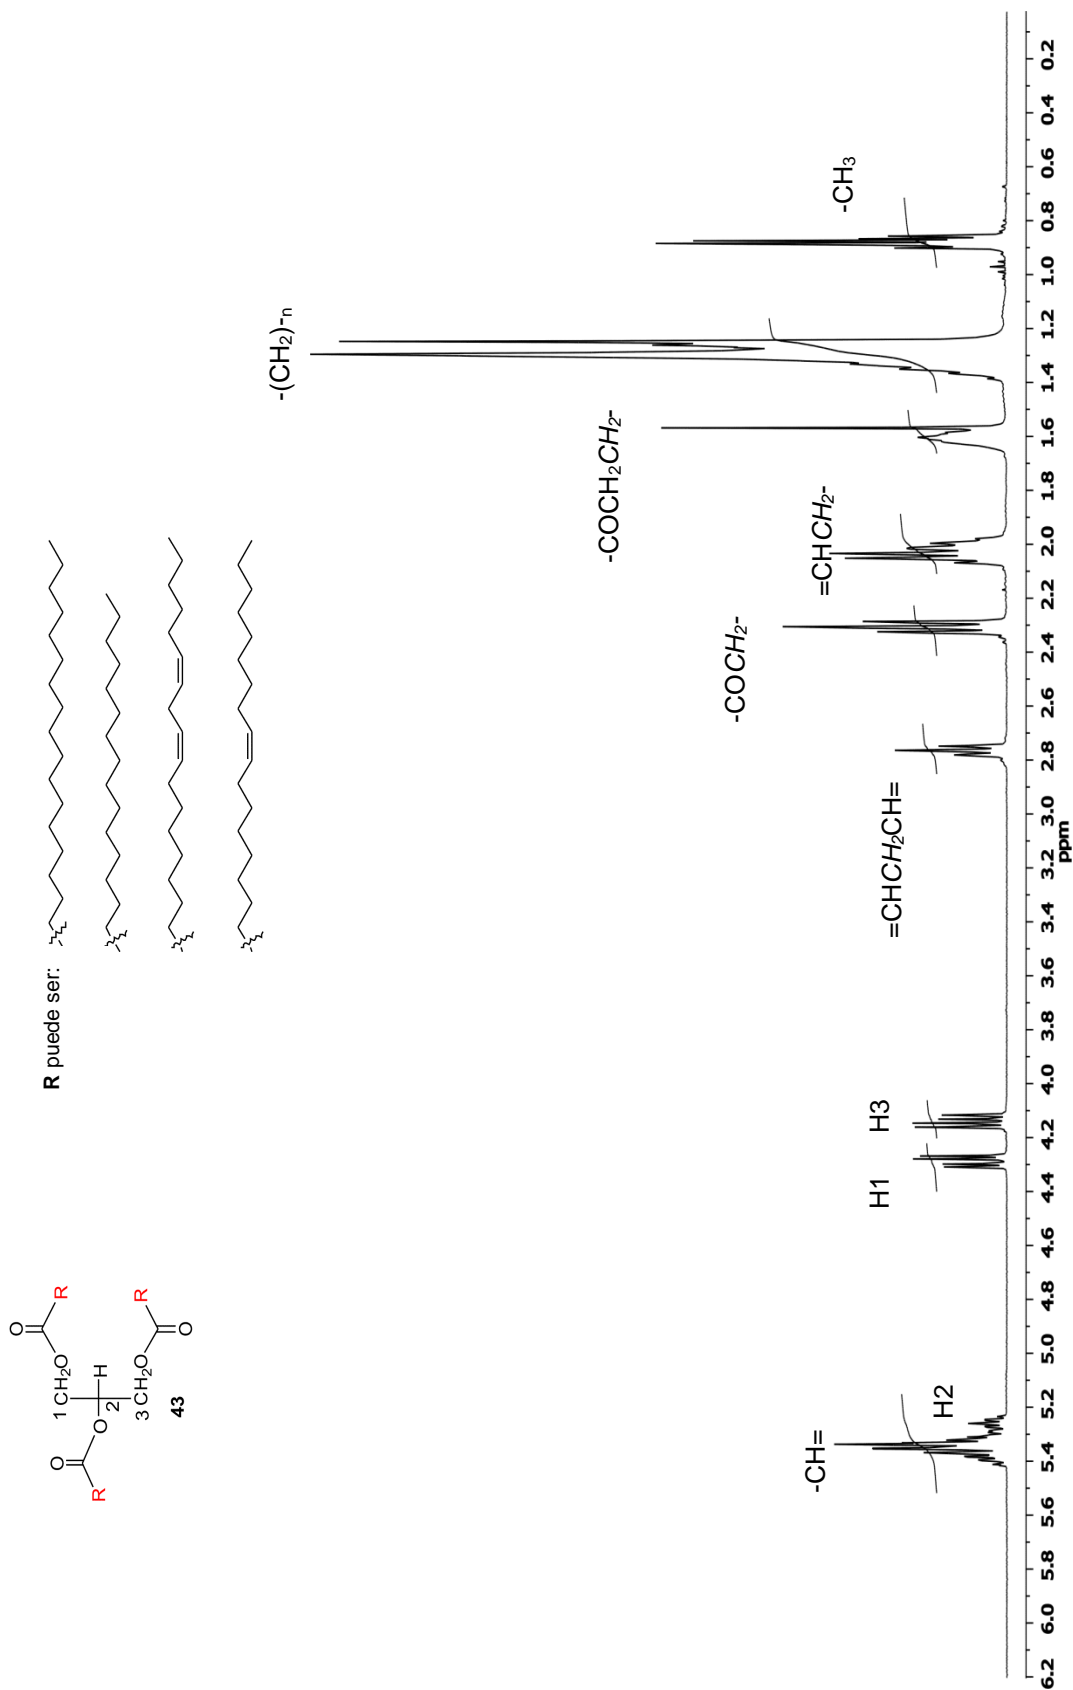 R puede ser:
O
R
1 CH₂O
H
O
2
R
O
3 CH₂O
R
O
43
-CH=
H2
H1
H3
=CHCH₂CH=
-COCH₂-
=CHCH₂-
-COCH₂CH₂-
-(CH₂)-n
-CH₃
6.2 6.0 5.8 5.6 5.4 5.2 5.0 4.8 4.6 4.4 4.2 4.0 3.8 3.6 3.4 3.2 3.0 2.8 2.6 2.4 2.2 2.0 1.8 1.6 1.4 1.2 1.0 0.8 0.6 0.4 0.2
ppm